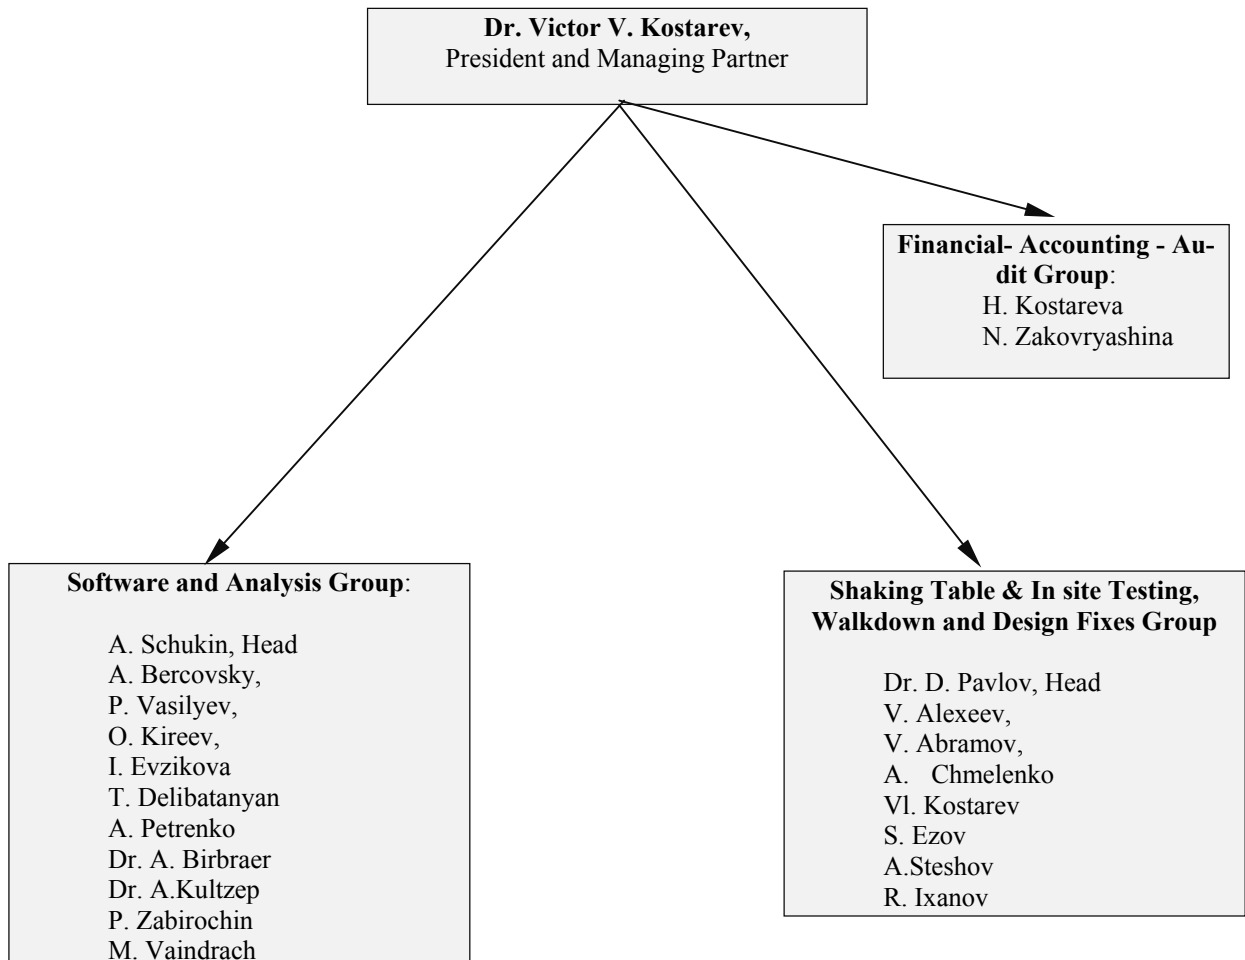 Dr. Victor V. Kostarev,
President and Managing Partner
Financial- Accounting - Au-
dit Group:
H. Kostareva
N. Zakovryashina
Software and Analysis Group:
A. Schukin, Head
A. Bercovsky,
P. Vasilyev,
O. Kireev,
I. Evzikova
T. Delibatanyan
A. Petrenko
Dr. A. Birbraer
Dr. A.Kultzep
P. Zabirochin
M. Vaindrach
Shaking Table & In site Testing,
Walkdown and Design Fixes Group
Dr. D. Pavlov, Head
V. Alexeev,
V. Abramov,
A. Chmelenko
Vl. Kostarev
S. Ezov
A.Steshov
R. Ixanov